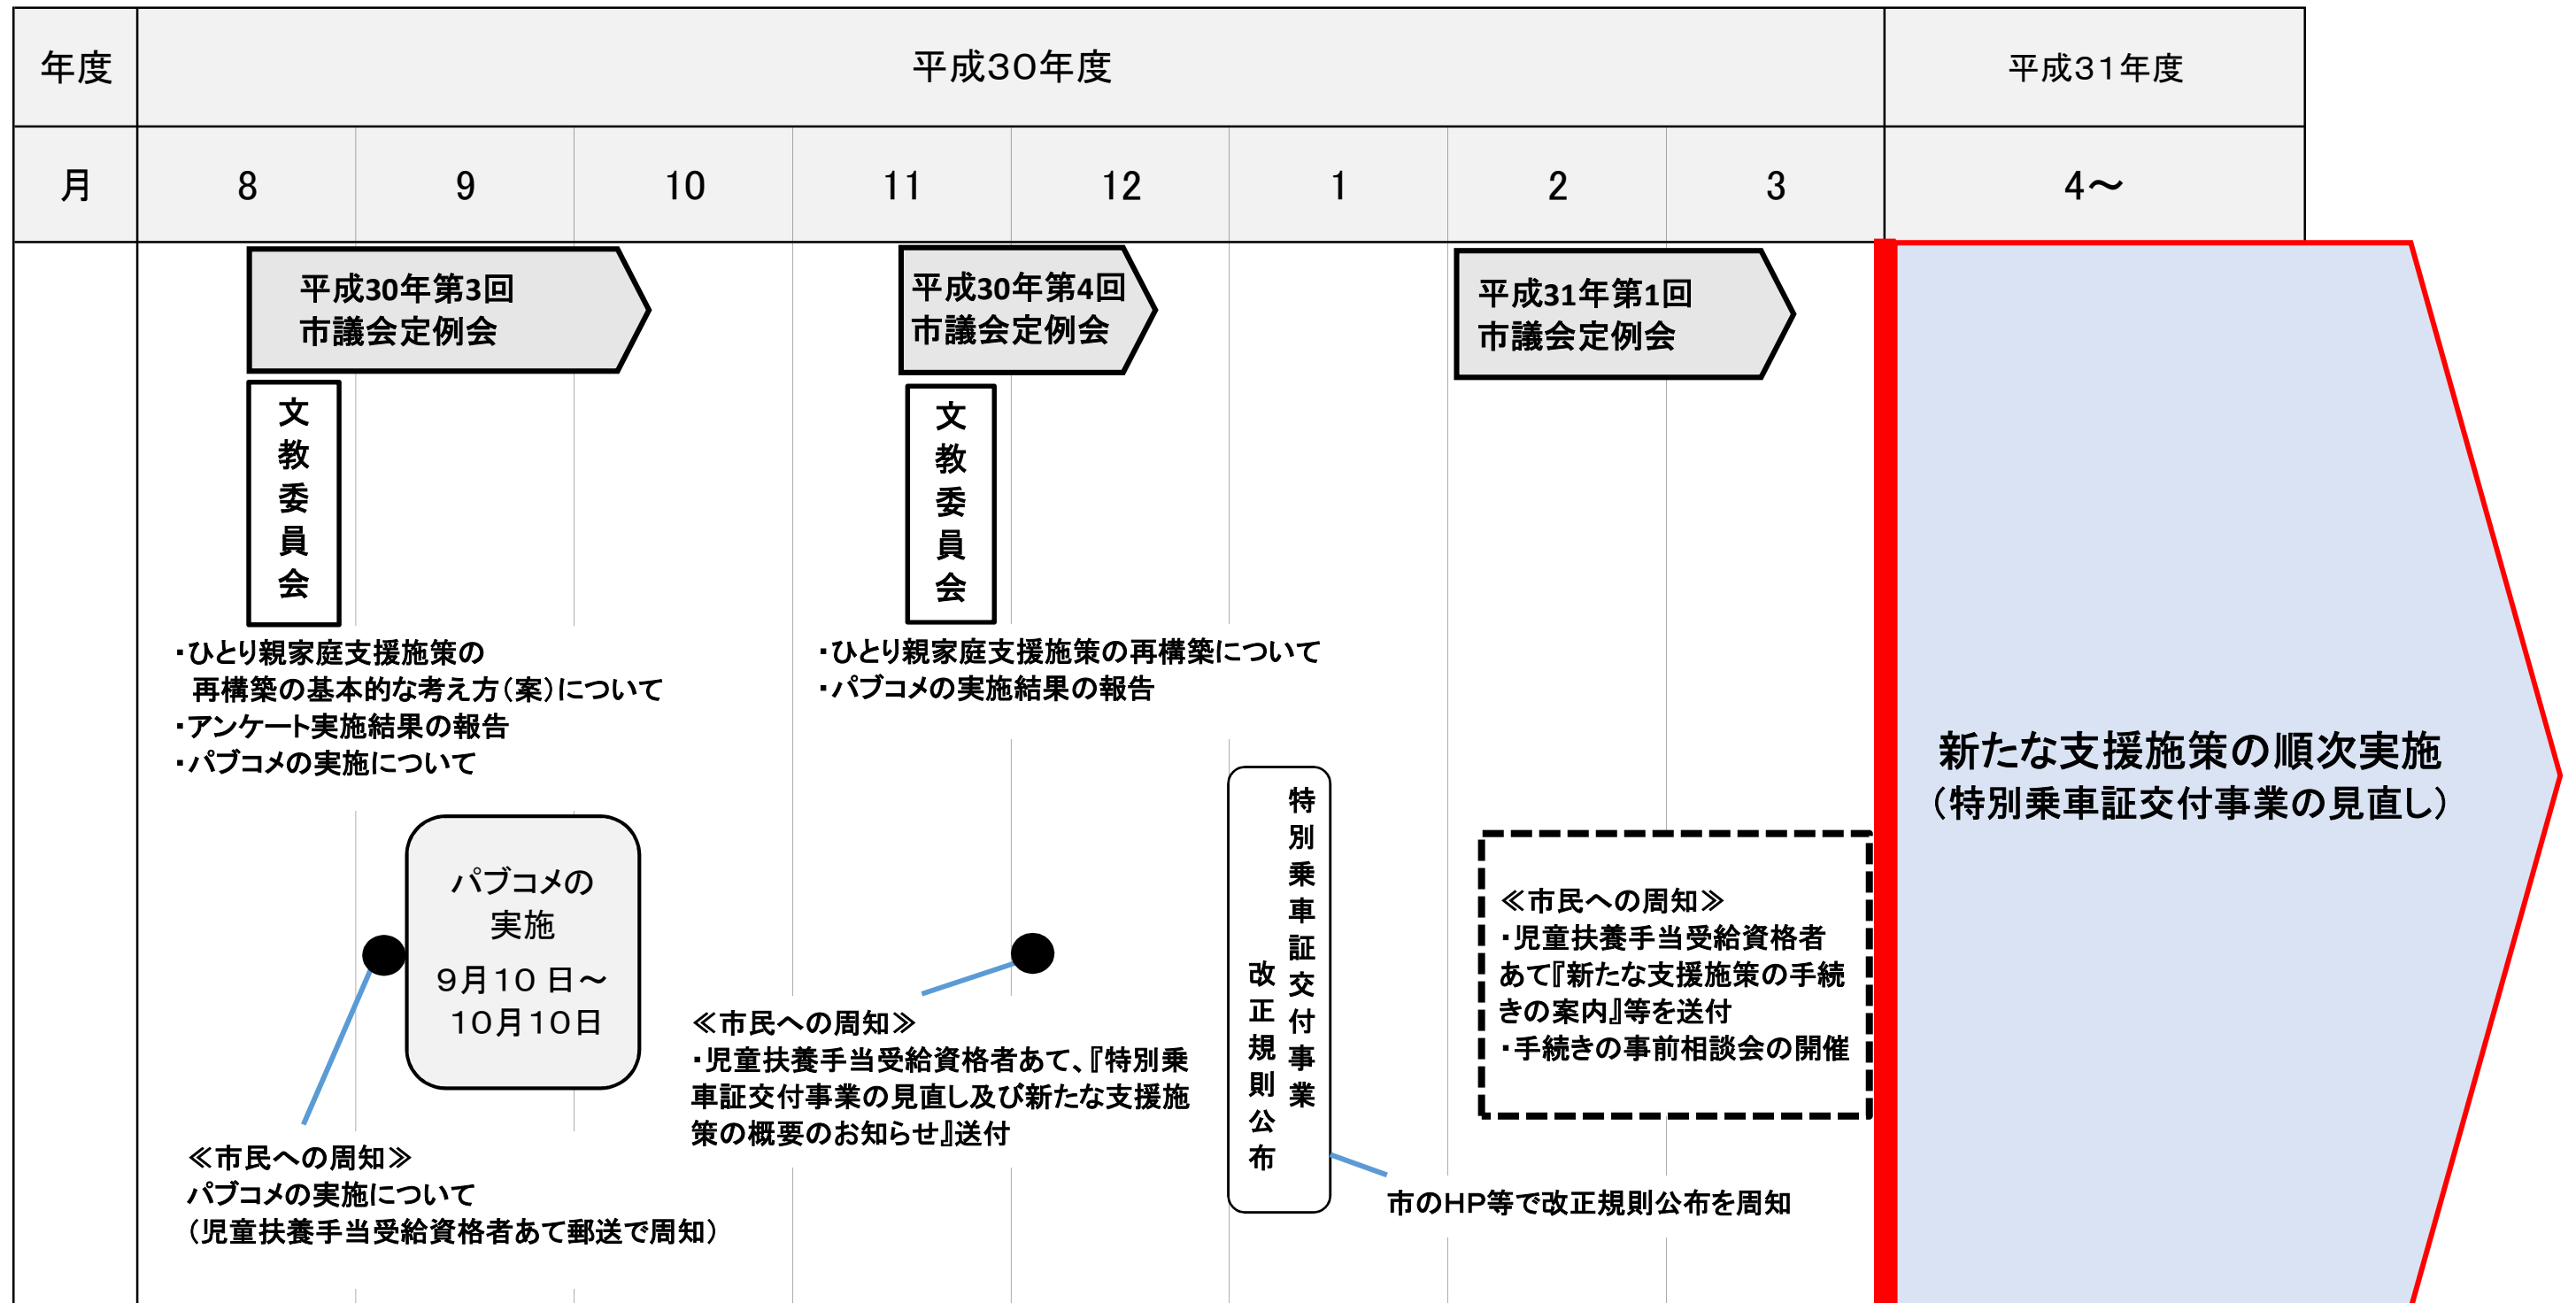 年度
平成30年度
平成31年度
月
8
9
10
11
12
1
2
3
4～
平成30年第3回
市議会定例会
平成30年第4回
市議会定例会
平成31年第1回
市議会定例会
文教委員会
文教委員会
・ひとり親家庭支援施策の
再構築の基本的な考え方（案）について
・アンケート実施結果の報告
・パブコメの実施について
・ひとり親家庭支援施策の再構築について
・パブコメの実施結果の報告
新たな支援施策の順次実施
（特別乗車証交付事業の見直し）
パブコメの
実施
9月10日～
10月10日
≪市民への周知≫
パブコメの実施について
（児童扶養手当受給資格者あて郵送で周知）
≪市民への周知≫
・児童扶養手当受給資格者あて、『特別乗
車証交付事業の見直し及び新たな支援施
策の概要のお知らせ』送付
特別乗車証交付事業
改正規則公布
市のHP等で改正規則公布を周知
≪市民への周知≫
・児童扶養手当受給資格者
あて『新たな支援施策の手続
きの案内』等を送付
・手続きの事前相談会の開催